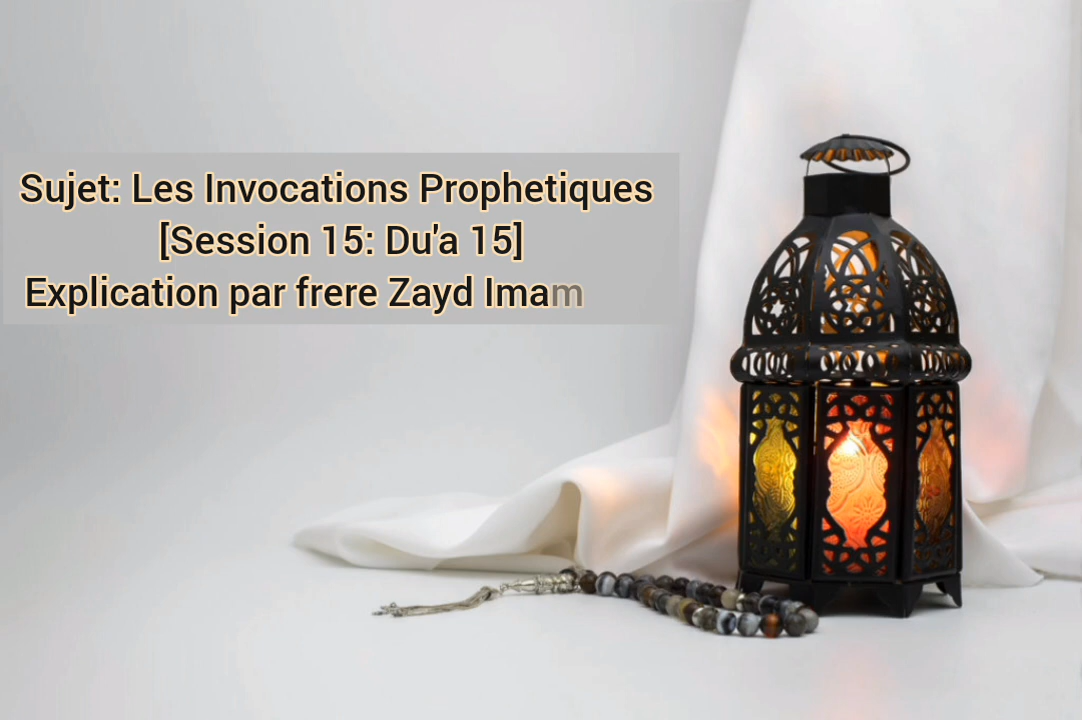 Sujet: Les Invocations Prophetiques
[Session 15: Du'a 15]
Explication par frere Zayd Imam